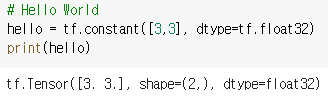 # Hello World
hello = tf.constant([3,3], dtype=tf.float32)
print(hello)
tf.Tensor([3. 3.], shape=(2,), dtype=float32)